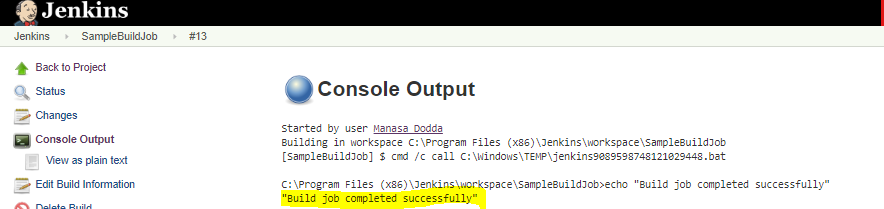 Jenkins
Jenkins SampleBuildJob #13
Back to Project
Status
Changes
Console Output
View as plain text
Edit Build Information
Delete Build
Console Output
Started by user Manasa Dodda
Building in workspace C:\Program Files (x86)\Jenkins\workspace\SampleBuildJob
[SampleBuildJob] $ cmd /c call C:\Windows\TEMP\jenkins9089598748121029448.bat
C:\Program Files (x86)\Jenkins\workspace\SampleBuildJob>echo "Build job completed successfully"
"Build job completed successfully"